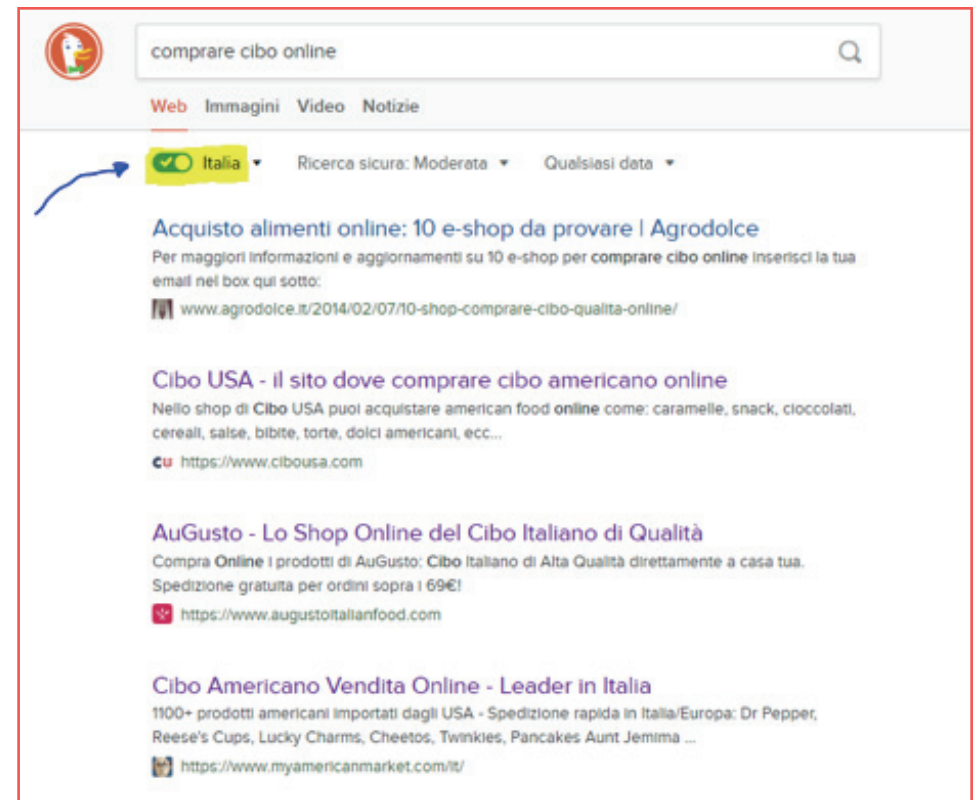 comprare cibo online
Web Immagini Video Notizie
Italia Ricerca sicura: Moderata Qualsiasi data
Acquisto alimenti online: 10 e-shop da provare | Agrodolce
Per maggiori informazioni e aggiornamenti su 10 e-shop per comprare cibo online inserisci la tua
email nel box qui sotto:
www.agrodolce.it/2014/02/07/10-shop-comprare-cibo-qualita-online/
Cibo USA - il sito dove comprare cibo americano online
Nello shop di Cibo USA puoi acquistare american food online come: caramelle, snack, cioccolati,
cereali, salse, bibite, torte, dolci americani, ecc...
cu https://www.cibousa.com
AuGusto - Lo Shop Online del Cibo Italiano di Qualità
Compra Online i prodotti di AuGusto: Cibo Italiano di Alta Qualità direttamente a casa tua.
Spedizione gratuita per ordini sopra i 69€!
https://www.augustoitalianfood.com
Cibo Americano Vendita Online - Leader in Italia
1100+ prodotti americani importati dagli USA - Spedizione rapida in Italia/Europa: Dr Pepper,
Reese's Cups, Lucky Charms, Cheetos, Twinkies, Pancakes Aunt Jemima ...
https://www.myamericanmarket.com/it/